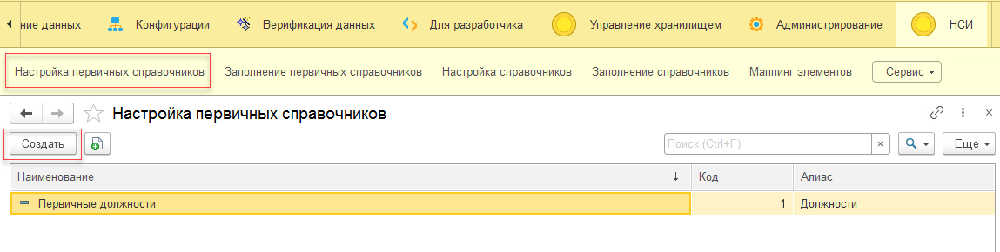 ние данных Конфигурации Верификация данных Для разработчика Управление хранилищем Администрирование НСИ
Настройка первичных справочников Заполнение первичных справочников Настройка справочников Заполнение справочников Маппинг элементов Сервис
Настройка первичных справочников
Создать Поиск (Ctrl+F) Еще
Наименование Код Алиас
Первичные должности 1 Должности